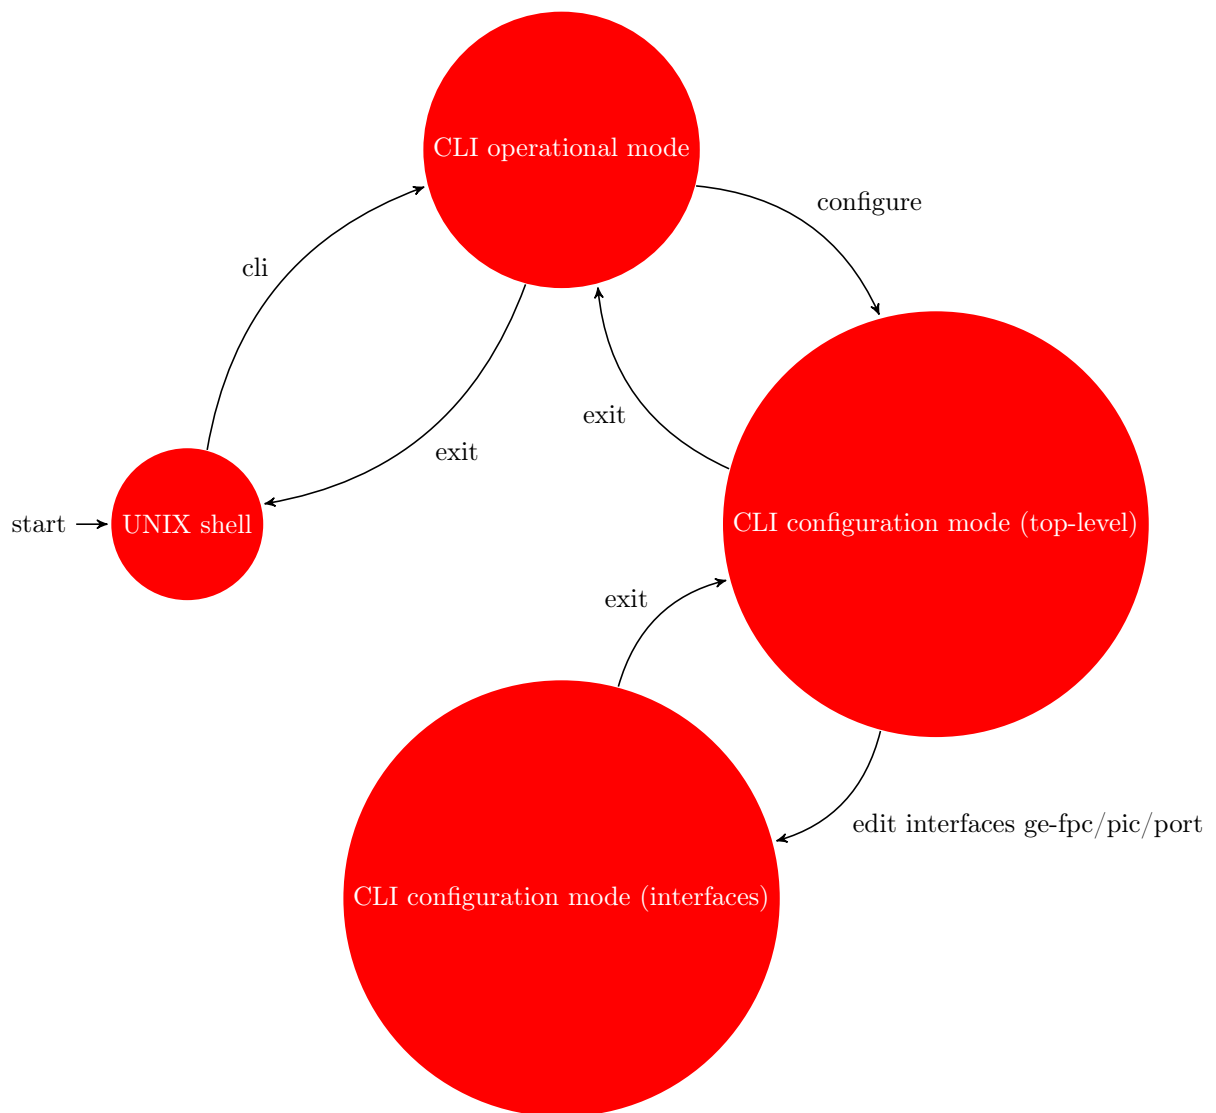 CLI operational mode
configure
cli
exit
exit
start
UNIX shell
CLI configuration mode (top-level)
exit
edit interfaces ge-fpc/pic/port
CLI configuration mode (interfaces)